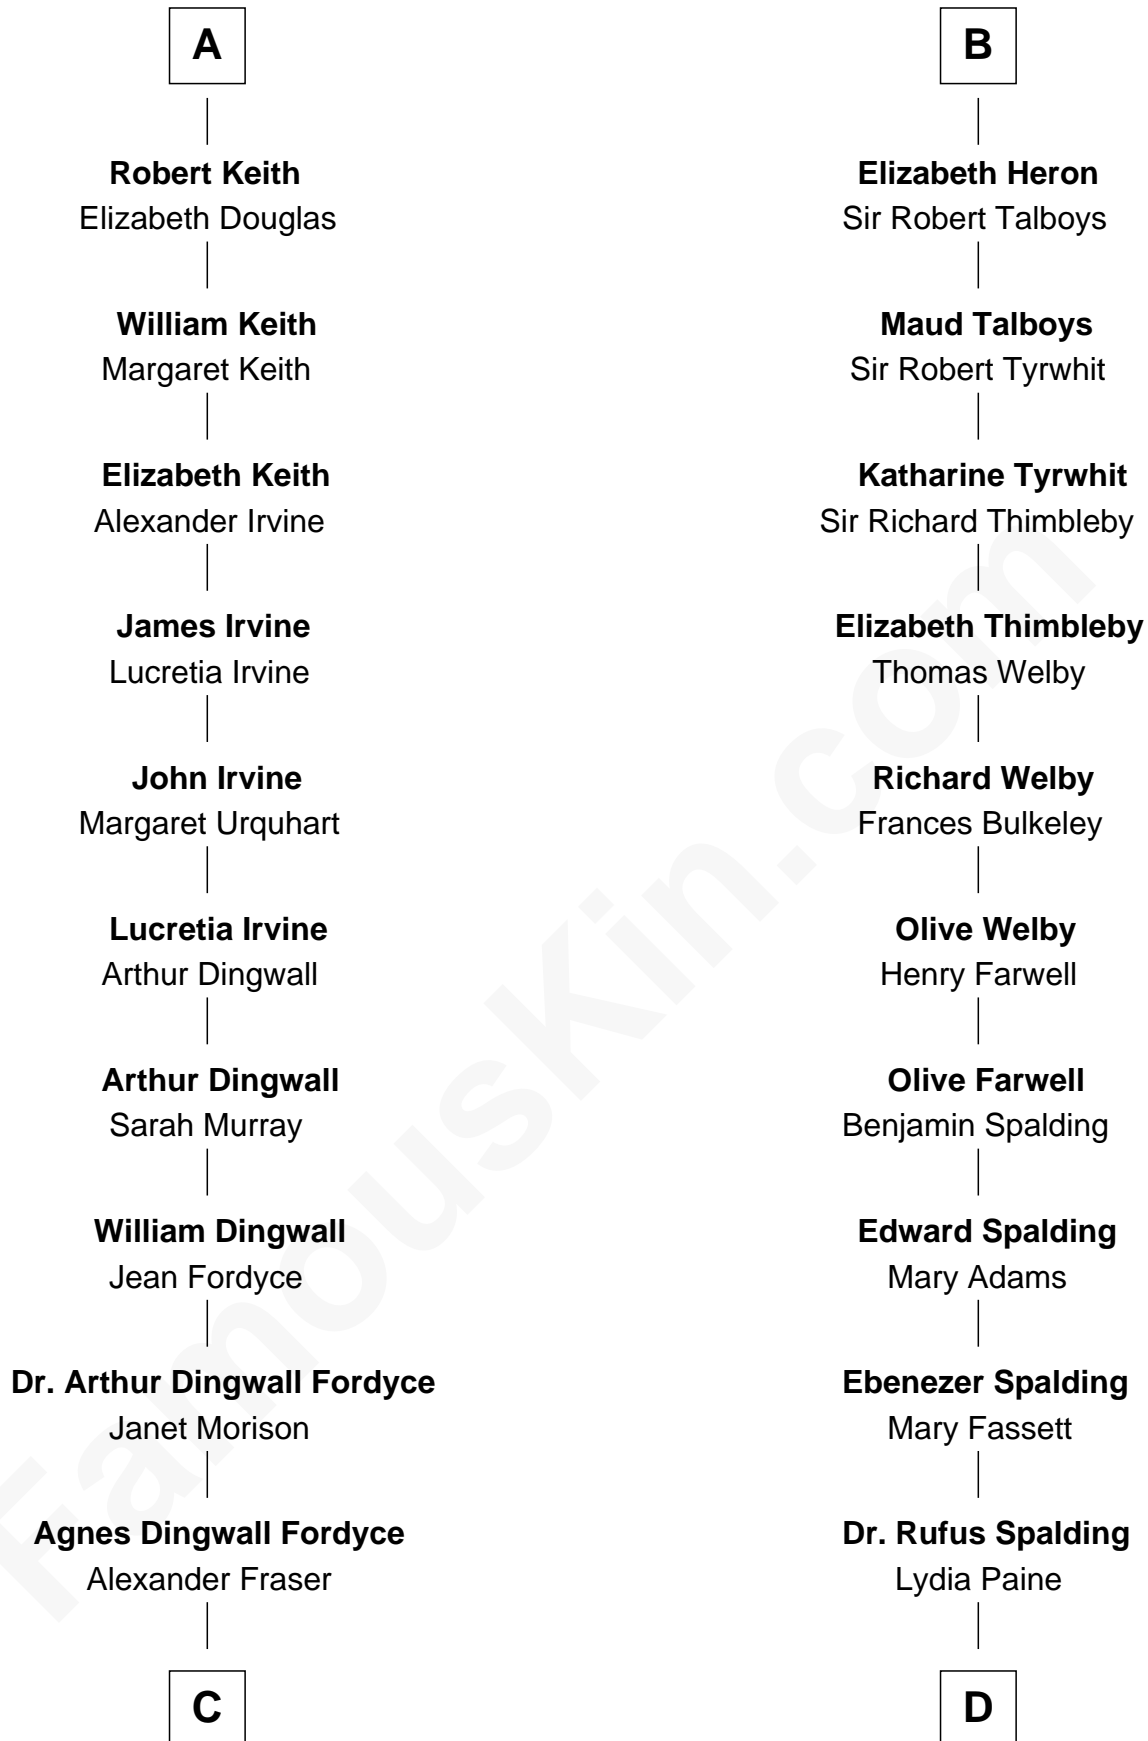 A
Robert Keith
Elizabeth Douglas
William Keith
Margaret Keith
Elizabeth Keith
Alexander Irvine
James Irvine
Lucretia Irvine
John Irvine
Margaret Urquhart
Lucretia Irvine
Arthur Dingwall
Arthur Dingwall
Sarah Murray
William Dingwall
Jean Fordyce
Dr. Arthur Dingwall Fordyce
Janet Morison
Agnes Dingwall Fordyce
Alexander Fraser
C
B
Elizabeth Heron
Sir Robert Talboys
Maud Talboys
Sir Robert Tyrwhit
Katharine Tyrwhit
Sir Richard Thimbleby
Elizabeth Thimbleby
Thomas Welby
Richard Welby
Frances Bulkeley
Olive Welby
Henry Farwell
Olive Farwell
Benjamin Spalding
Edward Spalding
Mary Adams
Ebenezer Spalding
Mary Fassett
Dr. Rufus Spalding
Lydia Paine
D
FamousKin.com